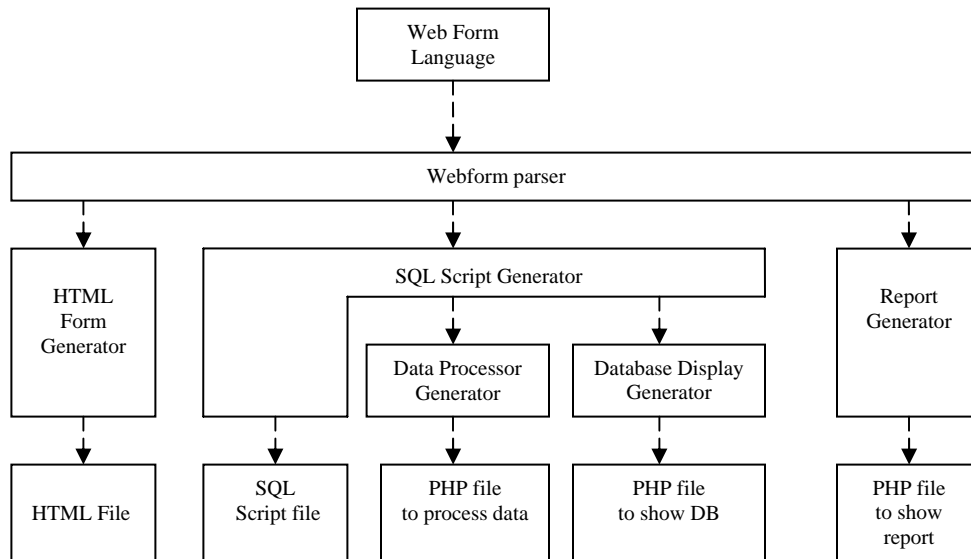 Web Form
Language
Webform parser
HTML
Form
Generator
SQL Script Generator
Report
Generator
Data Processor
Generator
Database Display
Generator
HTML File
SQL
Script file
PHP file
to process data
PHP file
to show DB
PHP file
to show
report